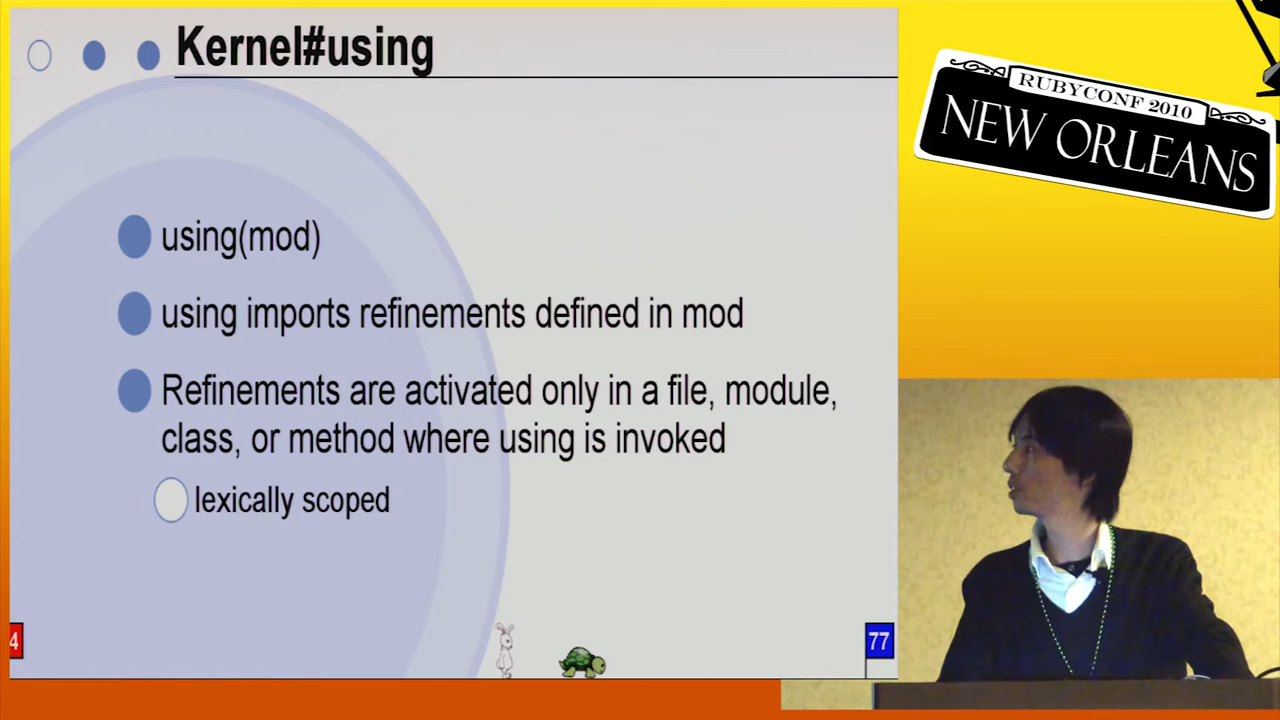 Kernel#using
using(mod)
using imports refinements defined in mod
Refinements are activated only in a file, module,
class, or method where using is invoked
lexically scoped
4
77
RUBYCONF 2010
NEW ORLEANS